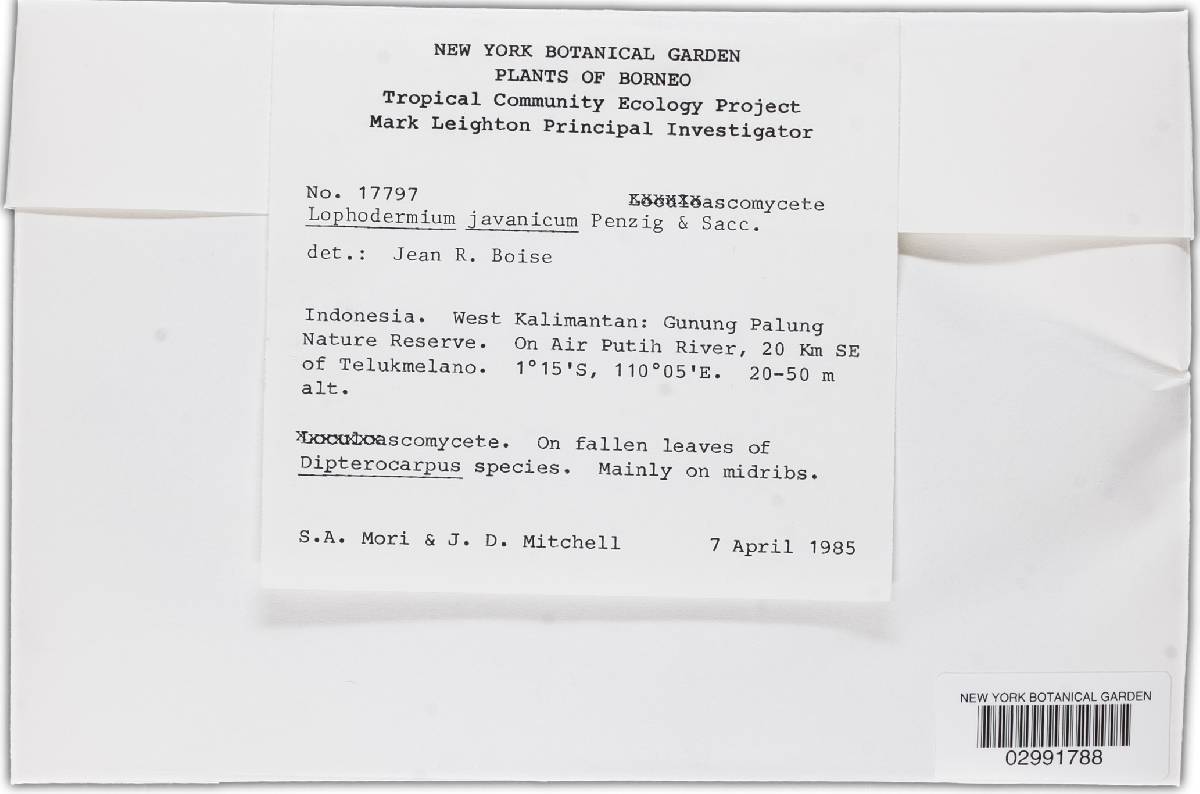 NEW YORK BOTANICAL GARDEN
PLANTS OF BORNEO
Tropical Community Ecology Project
Mark Leighton Principal Investigator
No. 17797
ascomycete
Lophodermium javanicum Penzig & Sacc.
det.: Jean R. Boise
Indonesia. West Kalimantan: Gunung Palung
Nature Reserve. On Air Putih River, 20 Km SE
of Telukmelano. 1°15'S, 110°05'E. 20-50 m
alt.
ascomycete. On fallen leaves of
Dipterocarpus species. Mainly on midribs.
S.A. Mori & J. D. Mitchell 7 April 1985
NEW YORK BOTANICAL GARDEN
02991788